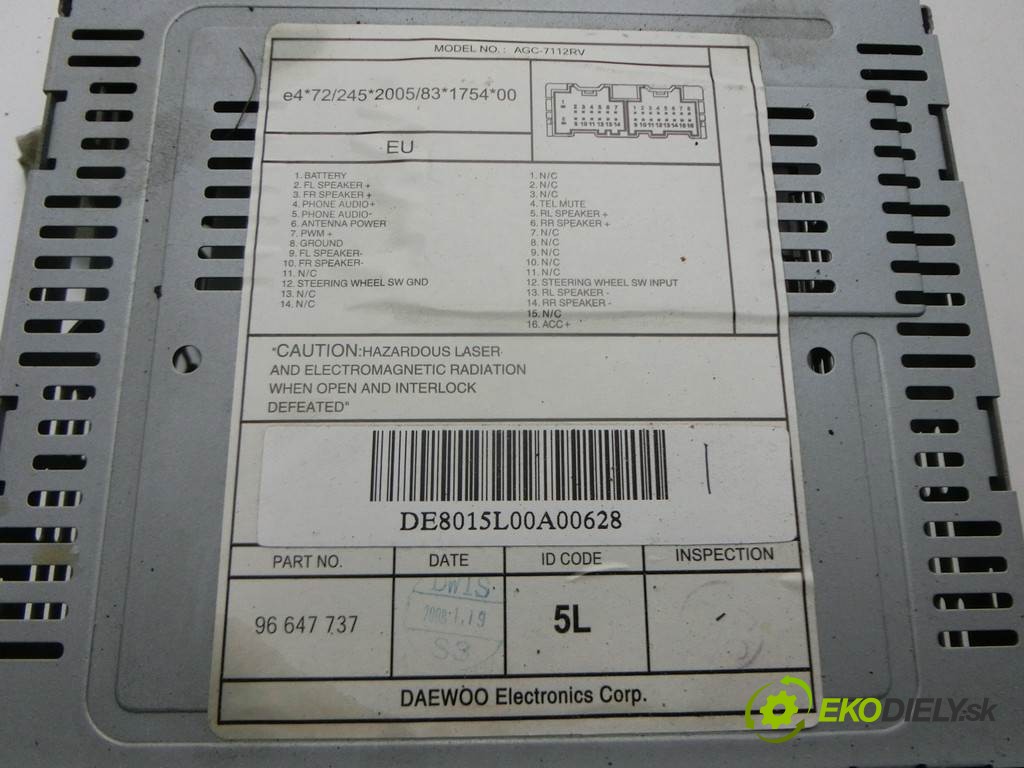 MODEL NO. : AGC-7112RV
e4*72/245*2005/83*1754*00
EU
1. BATTERY
2. FL SPEAKER +
3. FR SPEAKER +
4. PHONE AUDIO+
5. PHONE AUDIO-
6. ANTENNA POWER
7. PWM +
8. GROUND
9. FL SPEAKER-
10. FR SPEAKER-
11. N/C
12. STEERING WHEEL SW GND
13. N/C
14. N/C
1. N/C
2. N/C
3. N/C
4. TEL MUTE
5. RL SPEAKER +
6. RR SPEAKER +
7. N/C
8. N/C
9. N/C
10. N/C
11. N/C
12. STEERING WHEEL SW INPUT
13. RL SPEAKER -
14. RR SPEAKER -
15. N/C
16. ACC+
"CAUTION:HAZARDOUS LASER
AND ELECTROMAGNETIC RADIATION
WHEN OPEN AND INTERLOCK
DEFEATED"
DE8015L00A00628
PART NO. DATE ID CODE INSPECTION
96 647 737
DWIS
2008.1.19
S3
5L
DAEWOO Electronics Corp.
EKODIELY.sk